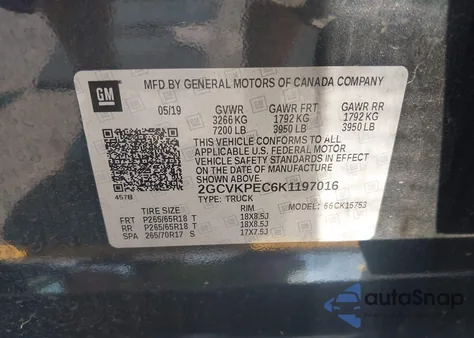 GM
MFD BY GENERAL MOTORS OF CANADA COMPANY
05/19 GVWR GAWR FRT GAWR RR
3266 KG 1792 KG 1792 KG
7200 LB 3950 LB 3950 LB
THIS VEHICLE CONFORMS TO ALL
APPLICABLE U.S. FEDERAL MOTOR
VEHICLE SAFETY AND THEFT
PREVENTION STANDARDS IN EFFECT
ON THE DATE OF MANUFACTURE
SHOWN ABOVE.
457B
2GCVKPEC6K1197016
TYPE: TRUCK MODEL: 66CK15753
TIRE SIZE RIM
FRT P265/65R18 T 18X8.5J
RR P265/65R18 T 18X8.5J
SPA 265/70R17 S 17X7.5J
autoSnap